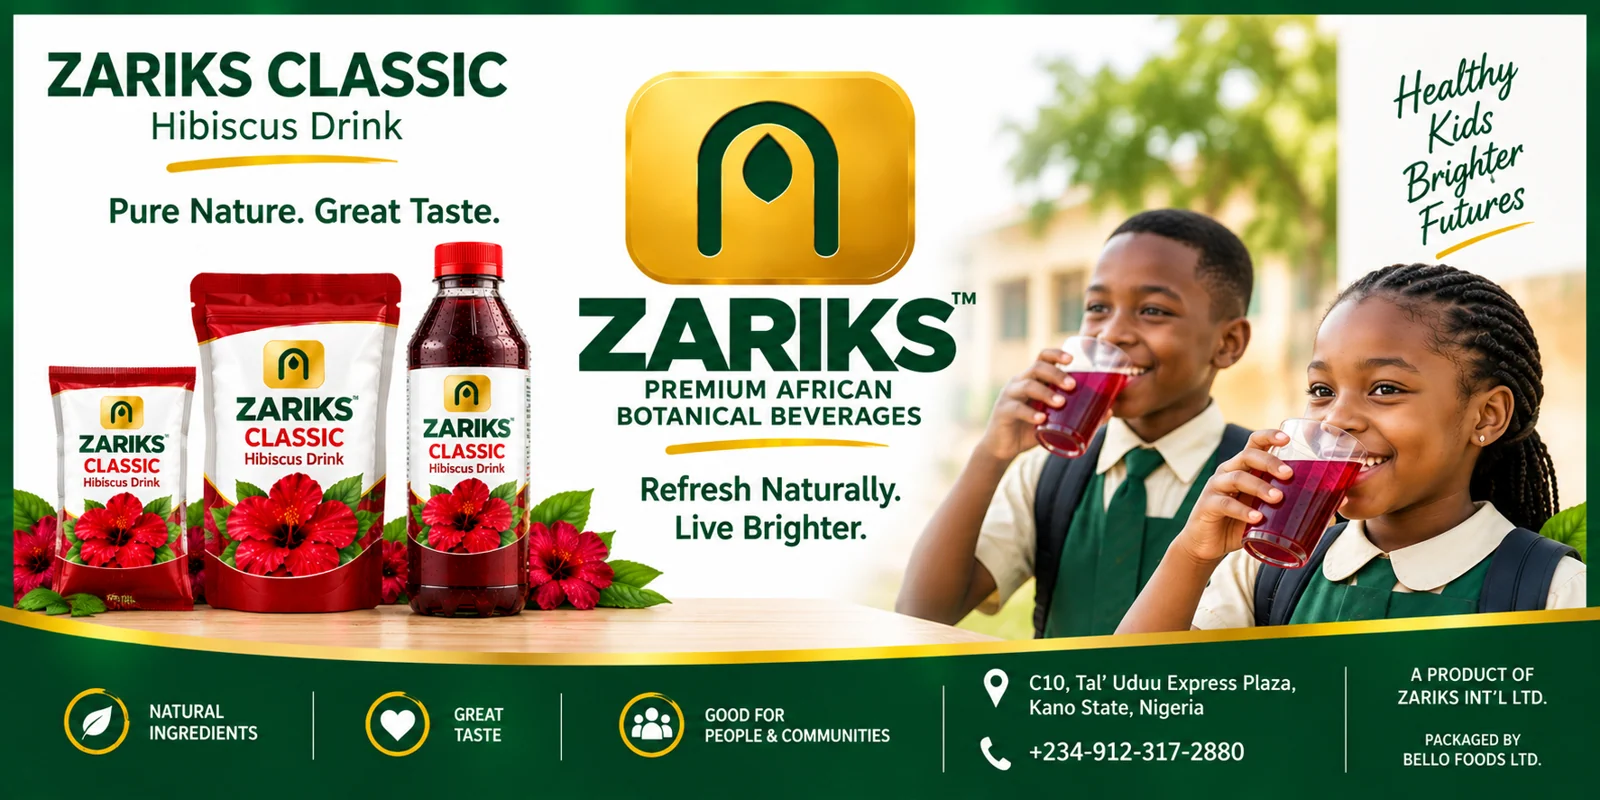 ZARIKS CLASSIC
Hibiscus Drink
Pure Nature. Great Taste.
ZARIKS™
CLASSIC
Hibiscus Drink
ZARIKS™
CLASSIC
Hibiscus Drink
ZARIKS™
CLASSIC
Hibiscus Drink
ZARIKS™
PREMIUM AFRICAN
BOTANICAL BEVERAGES
Refresh Naturally.
Live Brighter.
Healthy
Kids
Brighter
Futures
NATURAL
INGREDIENTS
GREAT
TASTE
GOOD FOR
PEOPLE & COMMUNITIES
C10, Tal' Uduu Express Plaza,
Kano State, Nigeria
+234-912-317-2880
A PRODUCT OF
ZARIKS INT'L LTD.
PACKAGED BY
BELLO FOODS LTD.